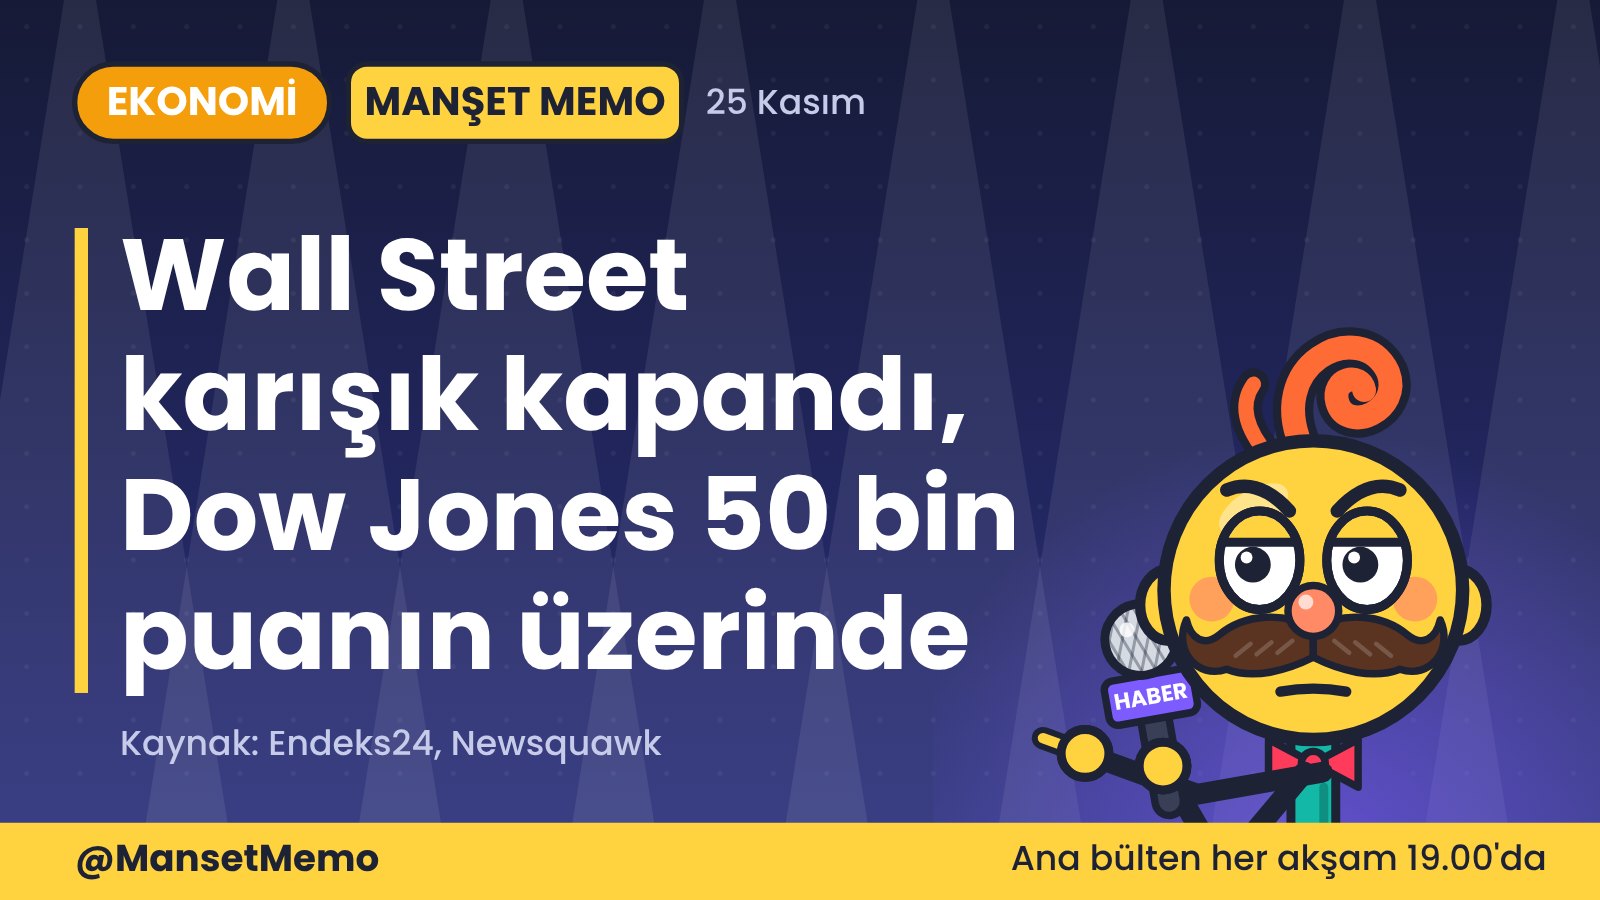 EKONOMİ
MANŞET MEMO
25 Kasım
Wall Street
karışık kapandı,
Dow Jones 50 bin
puanın üzerinde
Kaynak: Endeks24, Newsquawk
HABER
@MansetMemo
Ana bülten her akşam 19.00'da